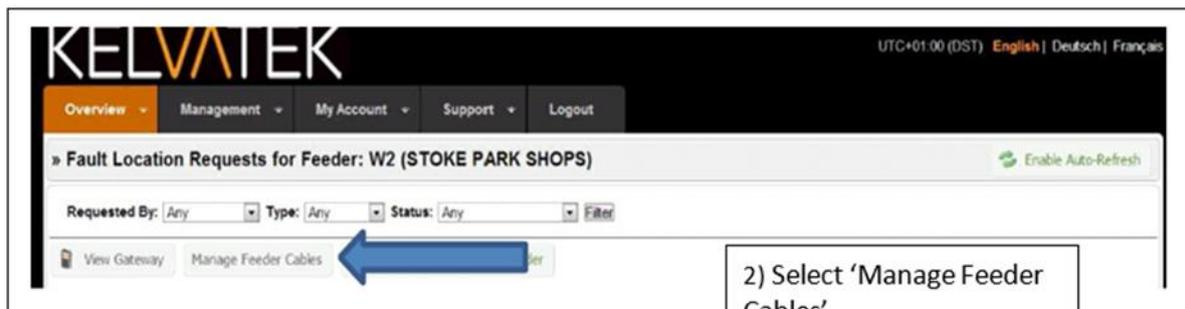 KELVATEK
UTC+01:00 (DST) English | Deutsch | Français
Overview Management My Account Support Logout
» Fault Location Requests for Feeder: W2 (STOKE PARK SHOPS) Enable Auto-Refresh
Requested By: Any Type: Any Status: Any Filter
View Gateway Manage Feeder Cables
2) Select ‘Manage Feeder
Cables’